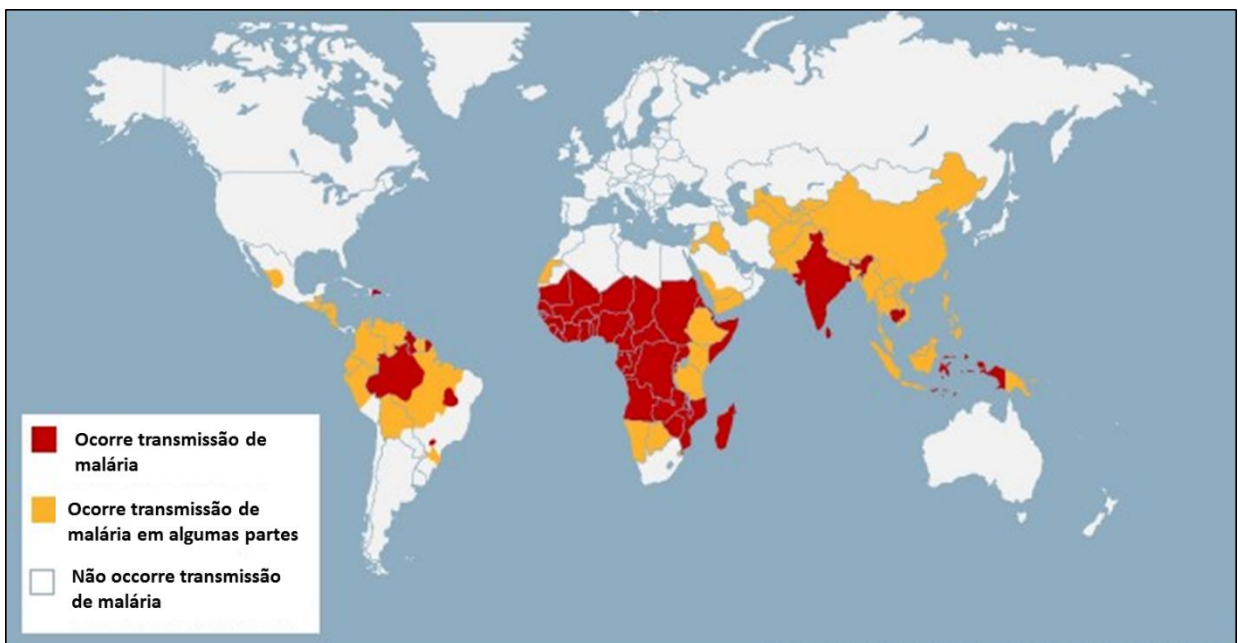 Ocorre transmissão de
malária
Ocorre transmissão de
malária em algumas partes
Não occorre transmissão
de malária